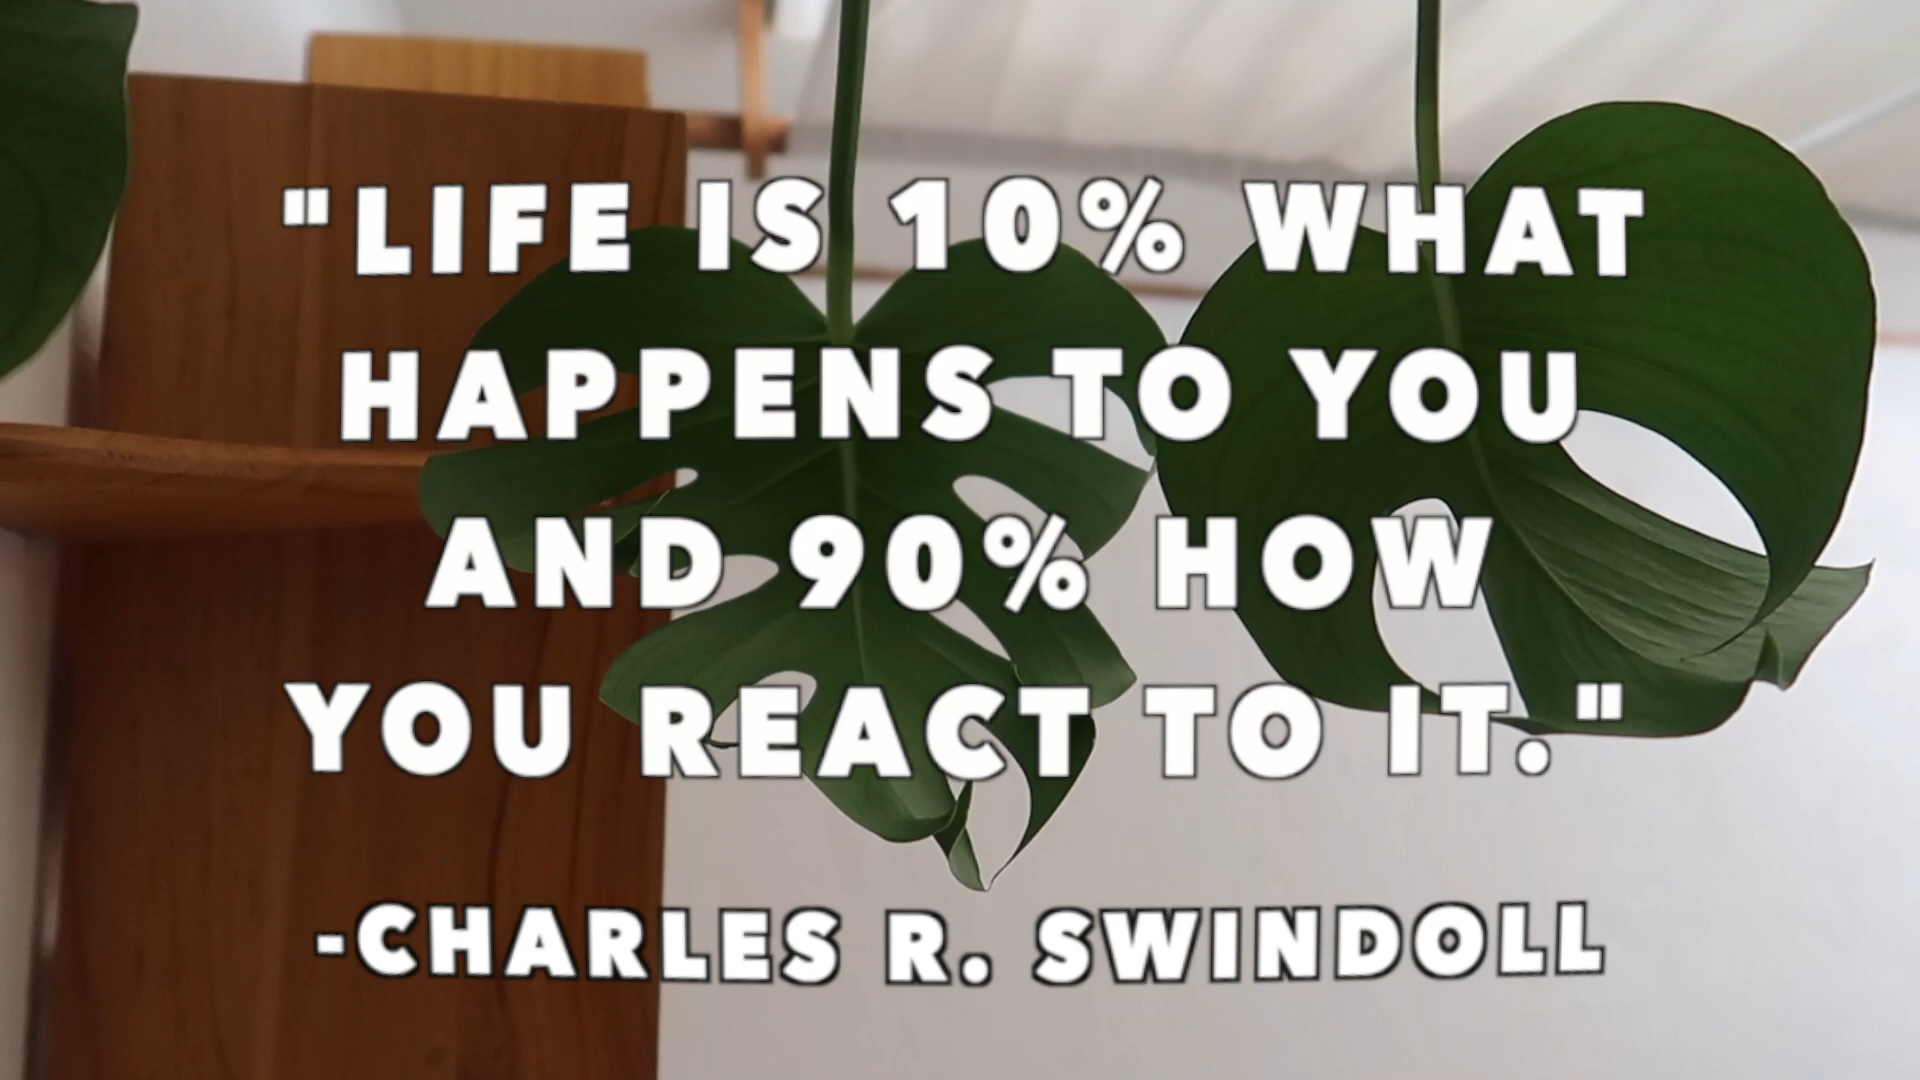 "LIFE IS 10% WHAT
HAPPENS TO YOU
AND 90% HOW
YOU REACT TO IT."
-CHARLES R. SWINDOLL